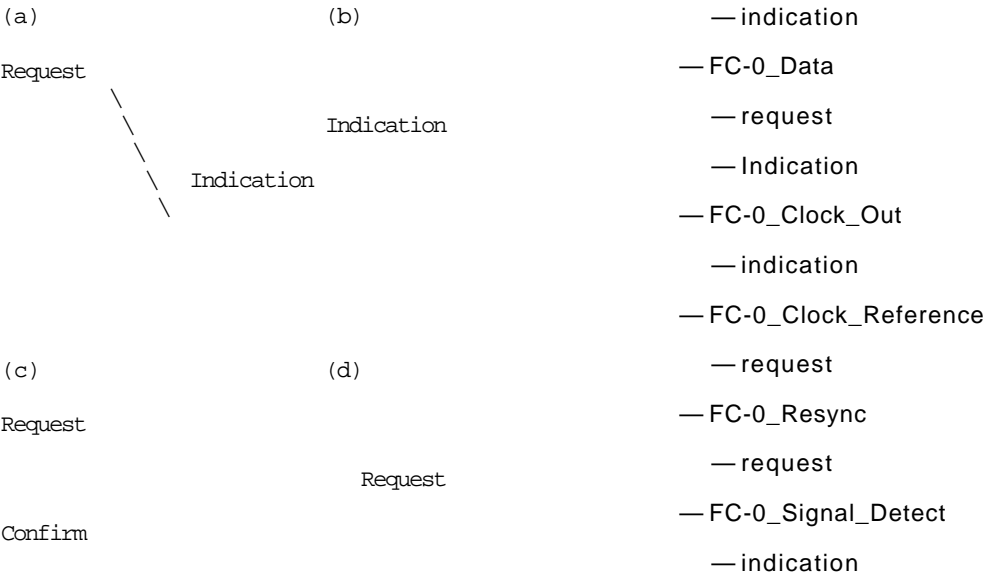 (a) (b)
Request
Indication
Indication
(c) (d)
Request
Request
Confirm
— indication
— FC-0_Data
— request
— Indication
— FC-0_Clock_Out
— indication
— FC-0_Clock_Reference
— request
— FC-0_Resync
— request
— FC-0_Signal_Detect
— indication